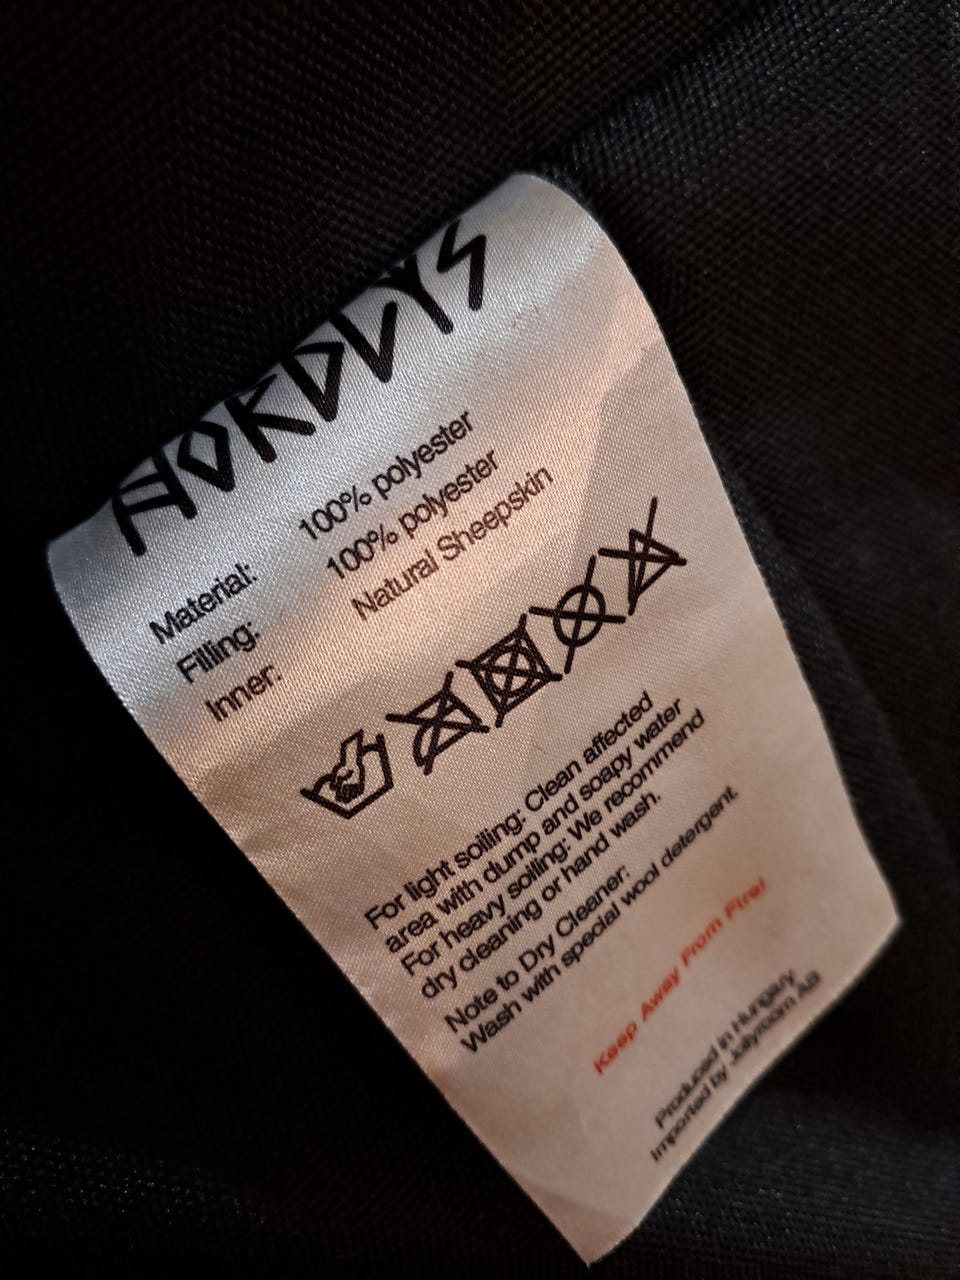 NORDVYS
Material: 100% polyester
Filling: 100% polyester
Inner: Natural Sheepskin
For light soiling: Clean affected
area with dump and soapy water
For heavy soiling: We recommend
dry cleaning or hand wash.
Note to Dry Cleaner:
Wash with special wool detergent.
Keep Away From Fire!
Produced in Hungary
Imported by Jollyroom AB